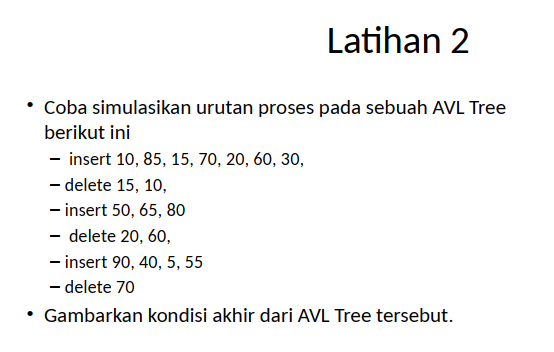 Latihan 2
• Coba simulasikan urutan proses pada sebuah AVL Tree
berikut ini
– insert 10, 85, 15, 70, 20, 60, 30,
– delete 15, 10,
– insert 50, 65, 80
– delete 20, 60,
– insert 90, 40, 5, 55
– delete 70
• Gambarkan kondisi akhir dari AVL Tree tersebut.